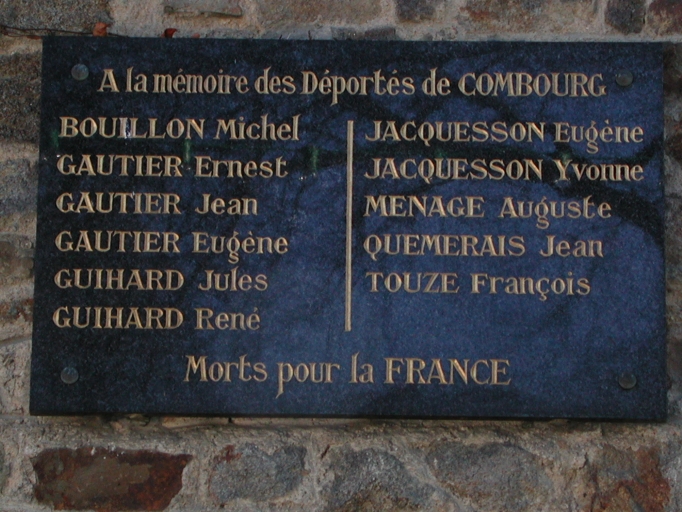 A la mémoire des Déportés de COMBOURG
BOUILLON Michel
GAUTIER Ernest
GAUTIER Jean
GAUTIER Eugène
GUIHARD Jules
GUIHARD René
JACQUESSON Eugène
JACQUESSON Yvonne
MENAGE Auguste
QUEMERAIS Jean
TOUZE François
Morts pour la FRANCE